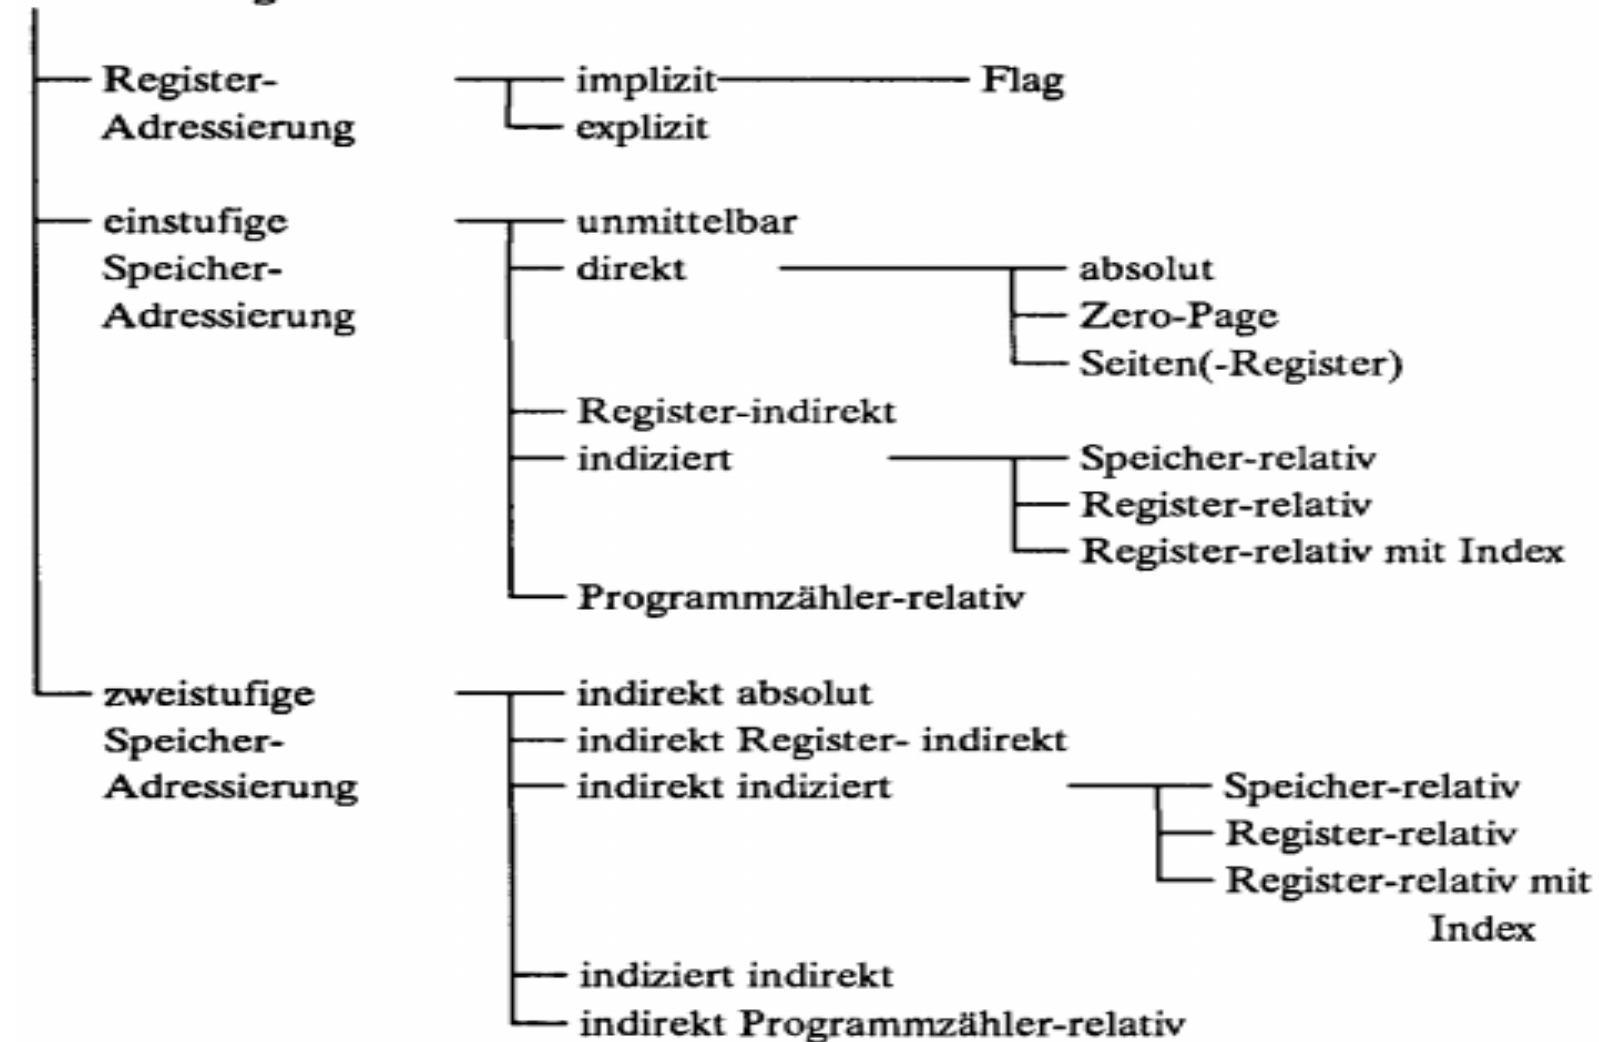 Register- implizit Flag
Adressierung explizit
einstufige unmittelbar
Speicher- direkt absolut
Adressierung Zero-Page
Seiten(-Register)
Register-indirekt
indiziert Speicher-relativ
Register-relativ
Register-relativ mit Index
Programmzähler-relativ
zweistufige indirekt absolut
Speicher- indirekt Register- indirekt
Adressierung indirekt indiziert Speicher-relativ
Register-relativ
Register-relativ mit
Index
indiziert indirekt
indirekt Programmzähler-relativ